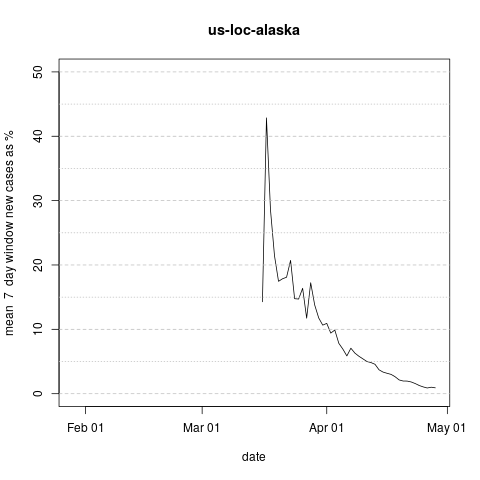 us-loc-alaska
mean 7 day window new cases as %
50
40
30
20
10
0
Feb 01
Mar 01
Apr 01
May 01
date